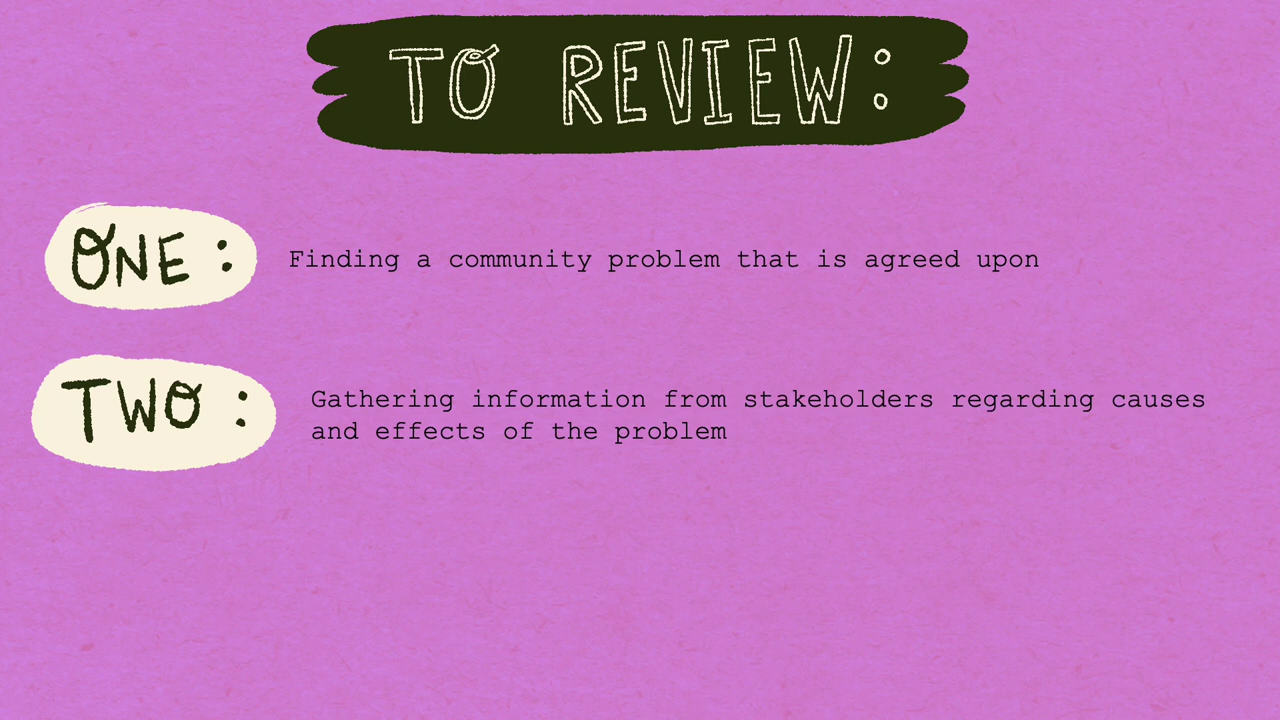 TO REVIEW:
ONE:
Finding a community problem that is agreed upon
TWO:
Gathering information from stakeholders regarding causes
and effects of the problem